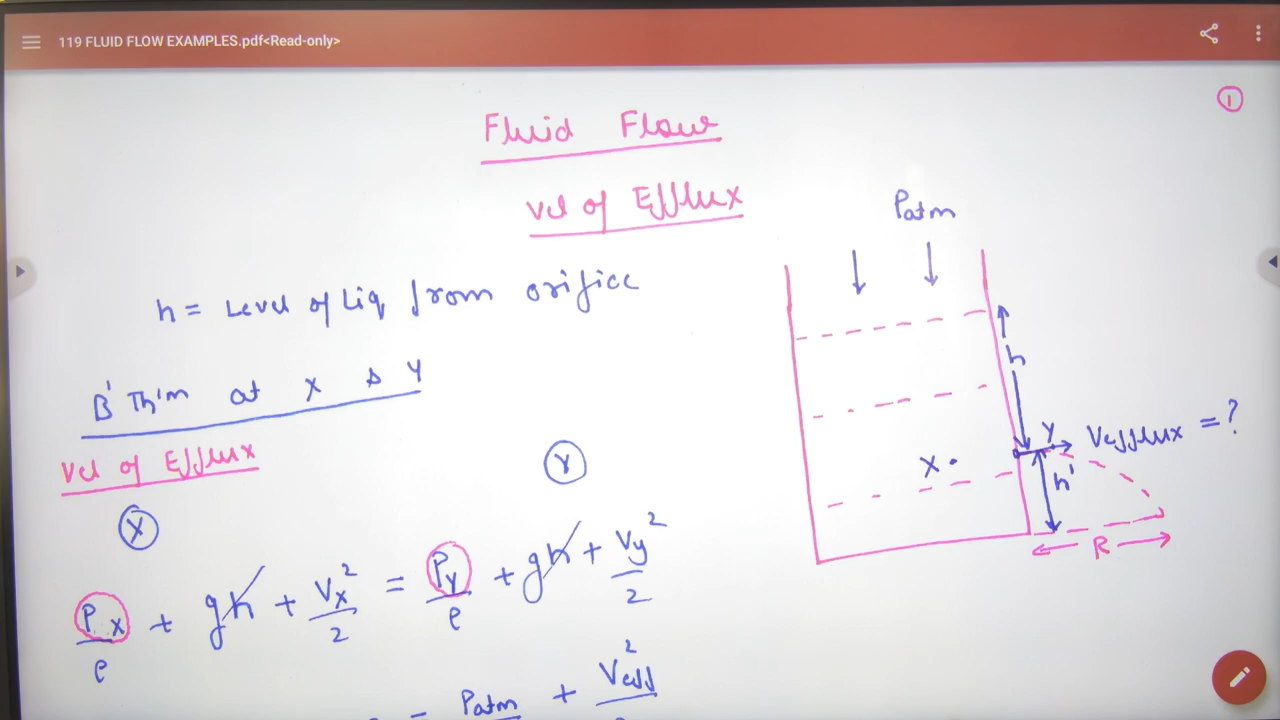 119 FLUID FLOW EXAMPLES.pdf<Read-only>
1
Fluid Flow
Vel of Efflux
Patm
h = Level of Liq from orifice
h
B' Th'm at X & Y
Y Vefflux = ?
Vel of Efflux
X
h'
R
X Y
Px/ρ + gh + Vx²/2 = Py/ρ + gh + Vy²/2
= Patm + Veff²